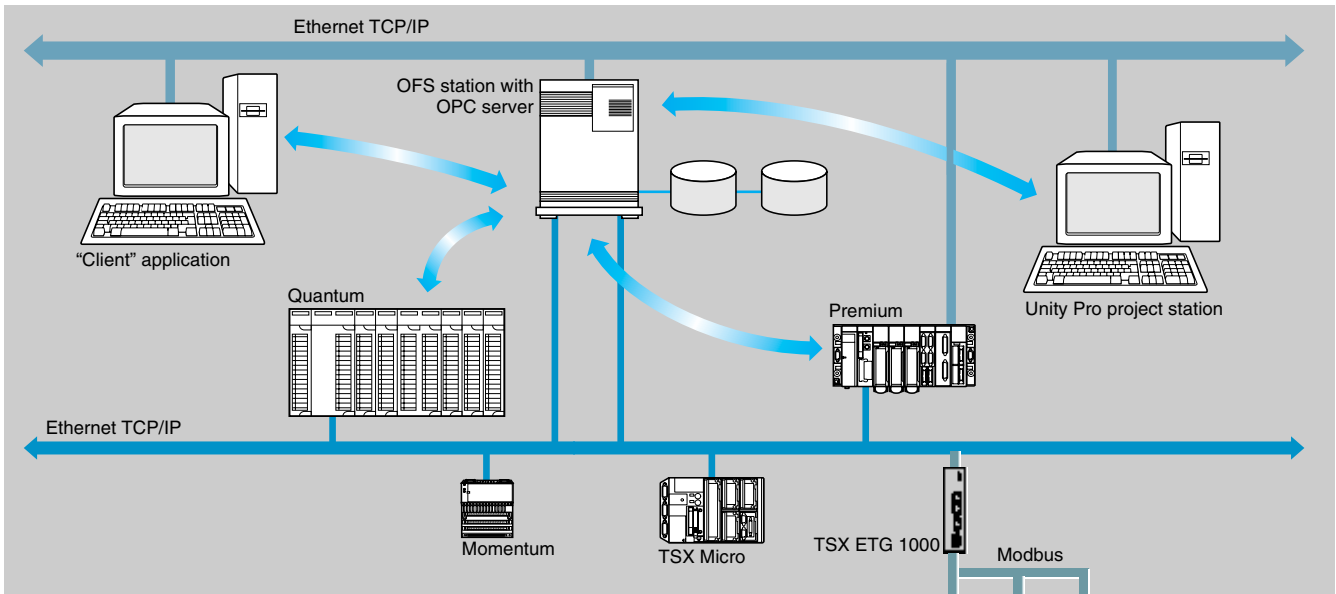 Ethernet TCP/IP
OFS station with
OPC server
“Client” application
Unity Pro project station
Quantum
Premium
Ethernet TCP/IP
Momentum
TSX Micro
TSX ETG 1000
Modbus